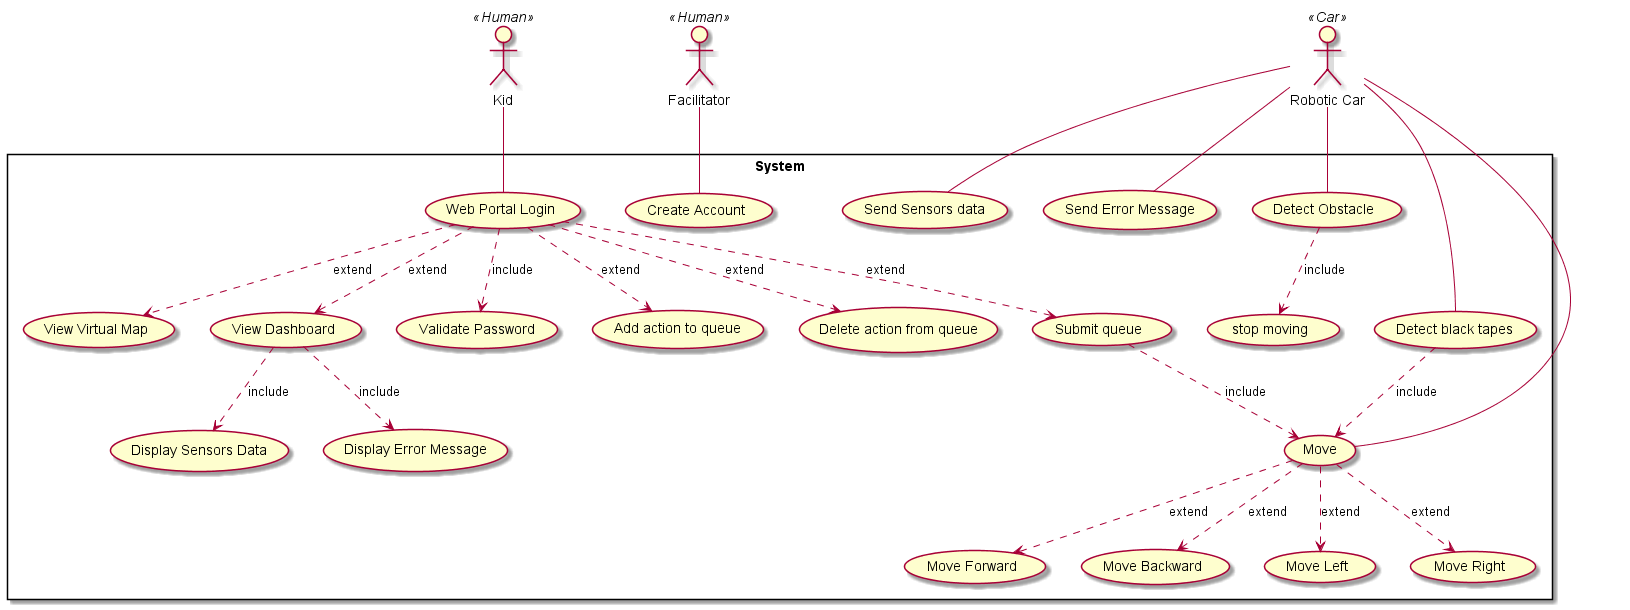 «Human»
«Human»
«Car»
Kid
Facilitator
Robotic Car
System
Web Portal Login
Create Account
Send Sensors data
Send Error Message
Detect Obstacle
extend
extend
include
extend
extend
extend
include
View Virtual Map
View Dashboard
Validate Password
Add action to queue
Delete action from queue
Submit queue
stop moving
Detect black tapes
include
include
include
include
Display Sensors Data
Display Error Message
Move
extend
extend
extend
extend
Move Forward
Move Backward
Move Left
Move Right